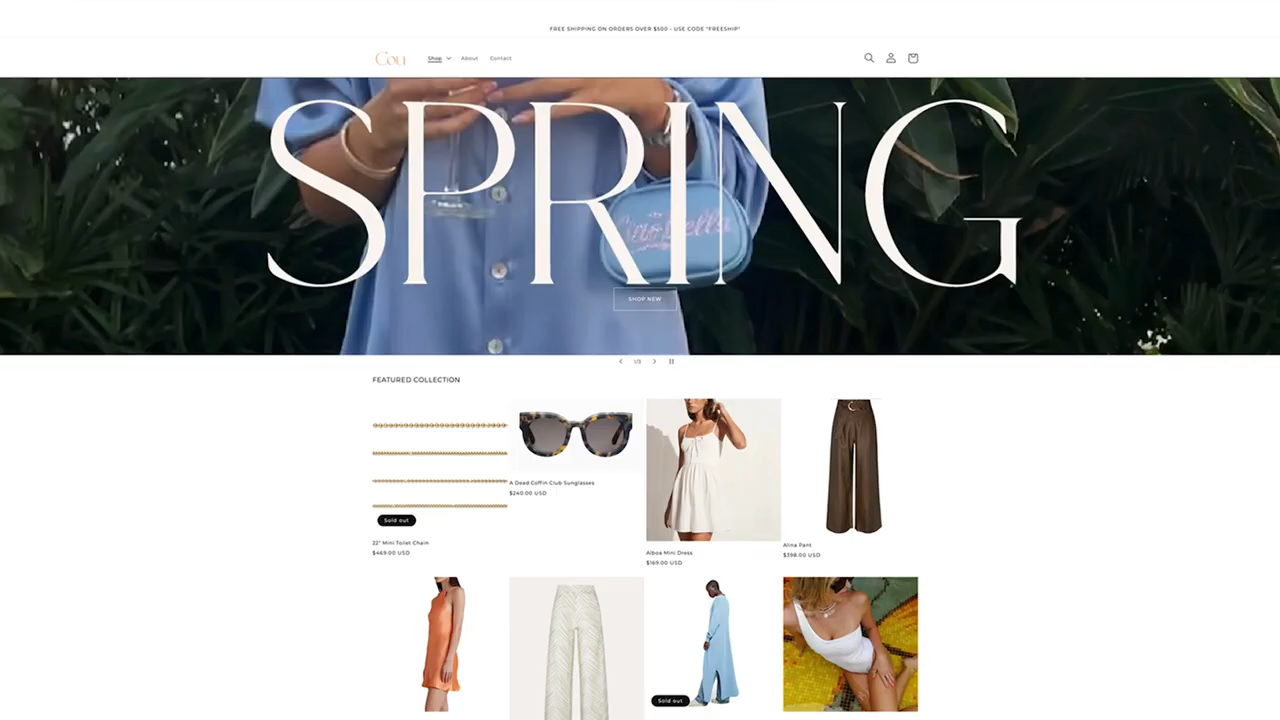 FREE SHIPPING ON ORDERS OVER $500 - USE CODE "FREESHIP"
Cou
Shop
About
Contact
SPRING
Ciao Bella
SHOP NEW
1/3
FEATURED COLLECTION
Sold out
22" Mini Toilet Chain
$469.00 USD
A Dead Coffin Club Sunglasses
$240.00 USD
Alboa Mini Dress
$169.00 USD
Alina Pant
$398.00 USD
Sold out